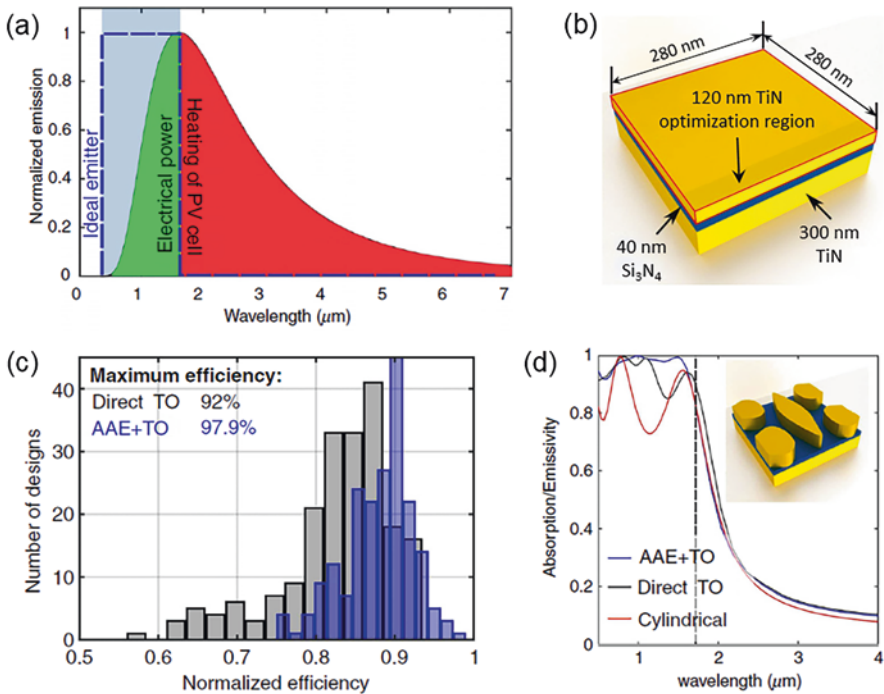 (a)
Normalized emission
1
0.8
0.6
0.4
0.2
0
Ideal emitter
Electrical power
Heating of PV cell
0 1 2 3 4 5 6 7
Wavelength (μm)
(b)
280 nm
280 nm
120 nm TiN
optimization region
40 nm
Si₃N₄
300 nm
TiN
(c)
Number of designs
40
30
20
10
0
Maximum efficiency:
Direct TO 92%
AAE+TO 97.9%
0.5 0.6 0.7 0.8 0.9 1
Normalized efficiency
(d)
Absorption/Emissivity
1
0.8
0.6
0.4
0.2
0
AAE+TO
Direct TO
Cylindrical
1 2 3 4
wavelength (μm)